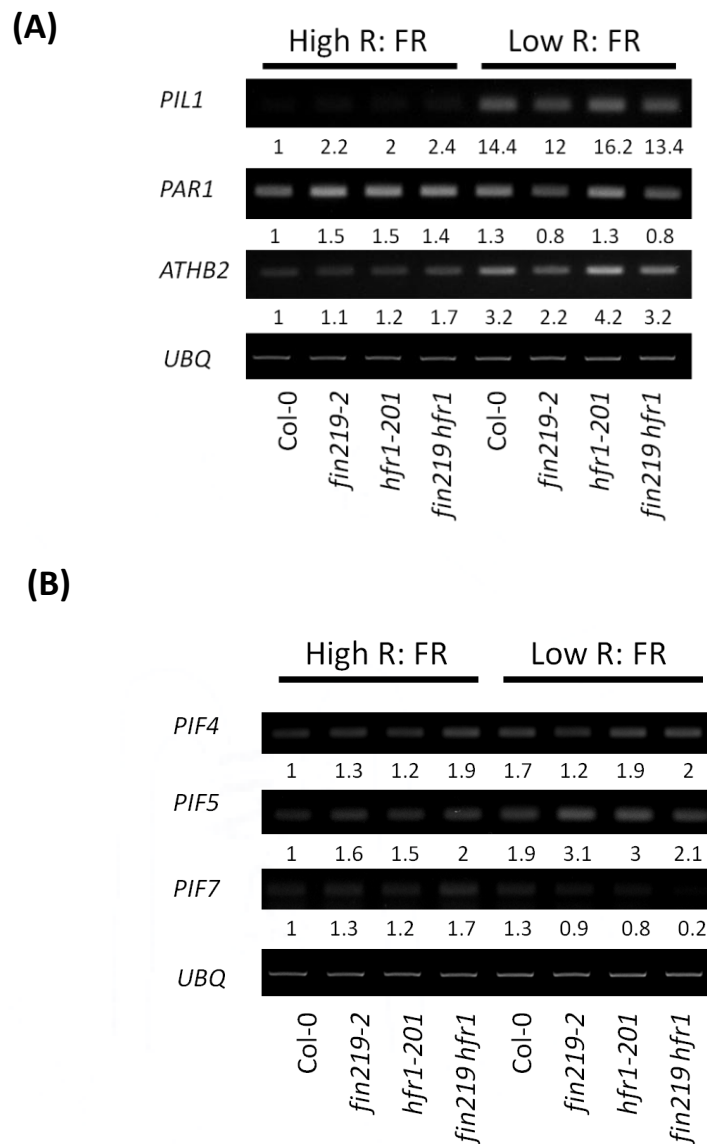 (A)
High R: FR Low R: FR
PIL1
1 2.2 2 2.4 14.4 12 16.2 13.4
PAR1
1 1.5 1.5 1.4 1.3 0.8 1.3 0.8
ATHB2
1 1.1 1.2 1.7 3.2 2.2 4.2 3.2
UBQ
Col-0 fin219-2 hfr1-201 fin219 hfr1 Col-0 fin219-2 hfr1-201 fin219 hfr1
(B)
High R: FR Low R: FR
PIF4
1 1.3 1.2 1.9 1.7 1.2 1.9 2
PIF5
1 1.6 1.5 2 1.9 3.1 3 2.1
PIF7
1 1.3 1.2 1.7 1.3 0.9 0.8 0.2
UBQ
Col-0 fin219-2 hfr1-201 fin219 hfr1 Col-0 fin219-2 hfr1-201 fin219 hfr1